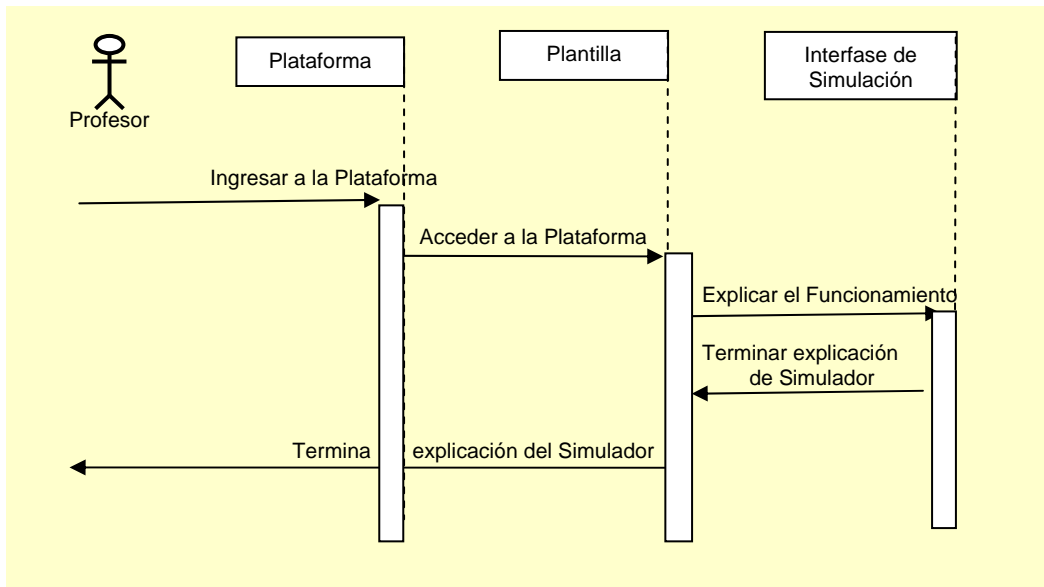 Profesor
Plataforma
Plantilla
Interfase de
Simulación
Ingresar a la Plataforma
Acceder a la Plataforma
Explicar el Funcionamiento
Terminar explicación
de Simulador
Termina explicación del Simulador